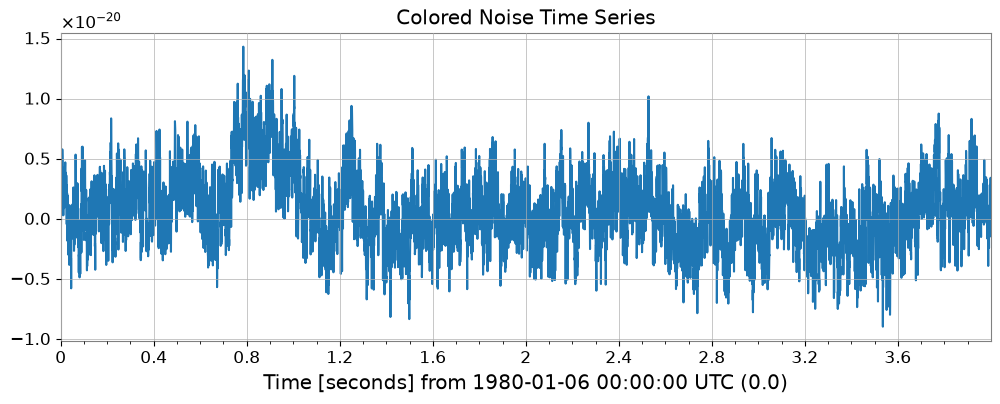 Colored Noise Time Series
×10⁻²⁰
1.5
1.0
0.5
0.0
−0.5
−1.0
0 0.4 0.8 1.2 1.6 2 2.4 2.8 3.2 3.6
Time [seconds] from 1980-01-06 00:00:00 UTC (0.0)